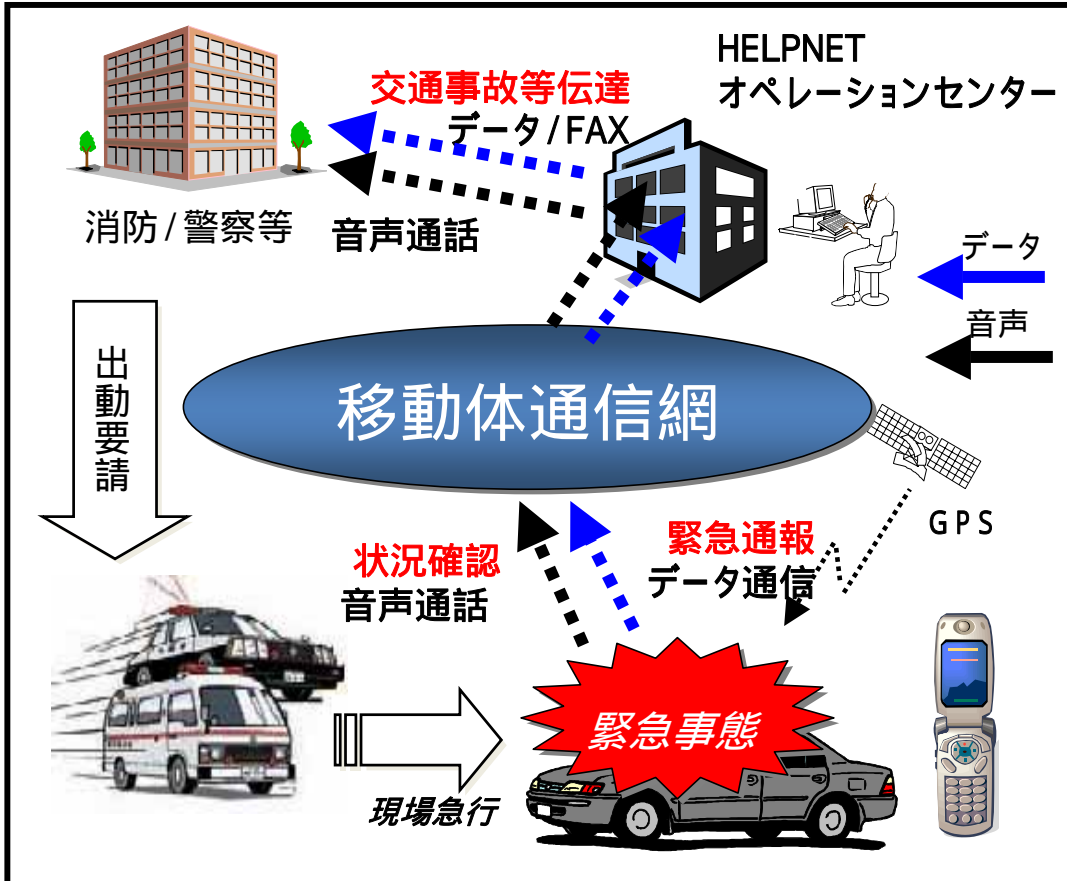 HELPNET
オペレーションセンター
交通事故等伝達
データ/FAX
消防/警察等
音声通話
データ
音声
出動要請
移動体通信網
GPS
緊急通報
データ通信
状況確認
音声通話
緊急事態
現場急行